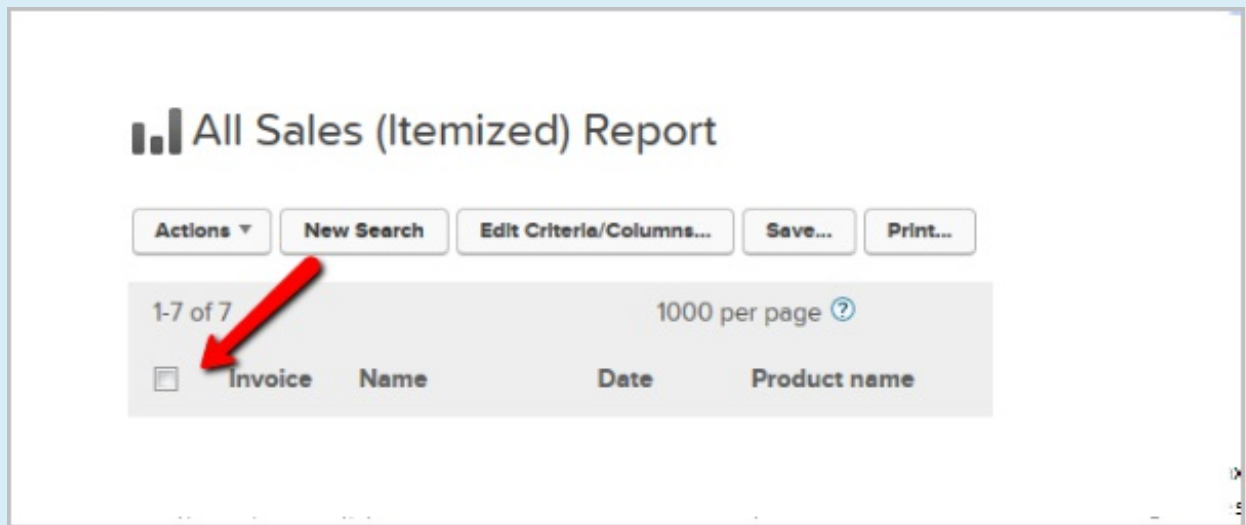 All Sales (Itemized) Report
Actions ▼ New Search Edit Criteria/Columns... Save... Print...
1-7 of 7 1000 per page ?
Invoice Name Date Product name